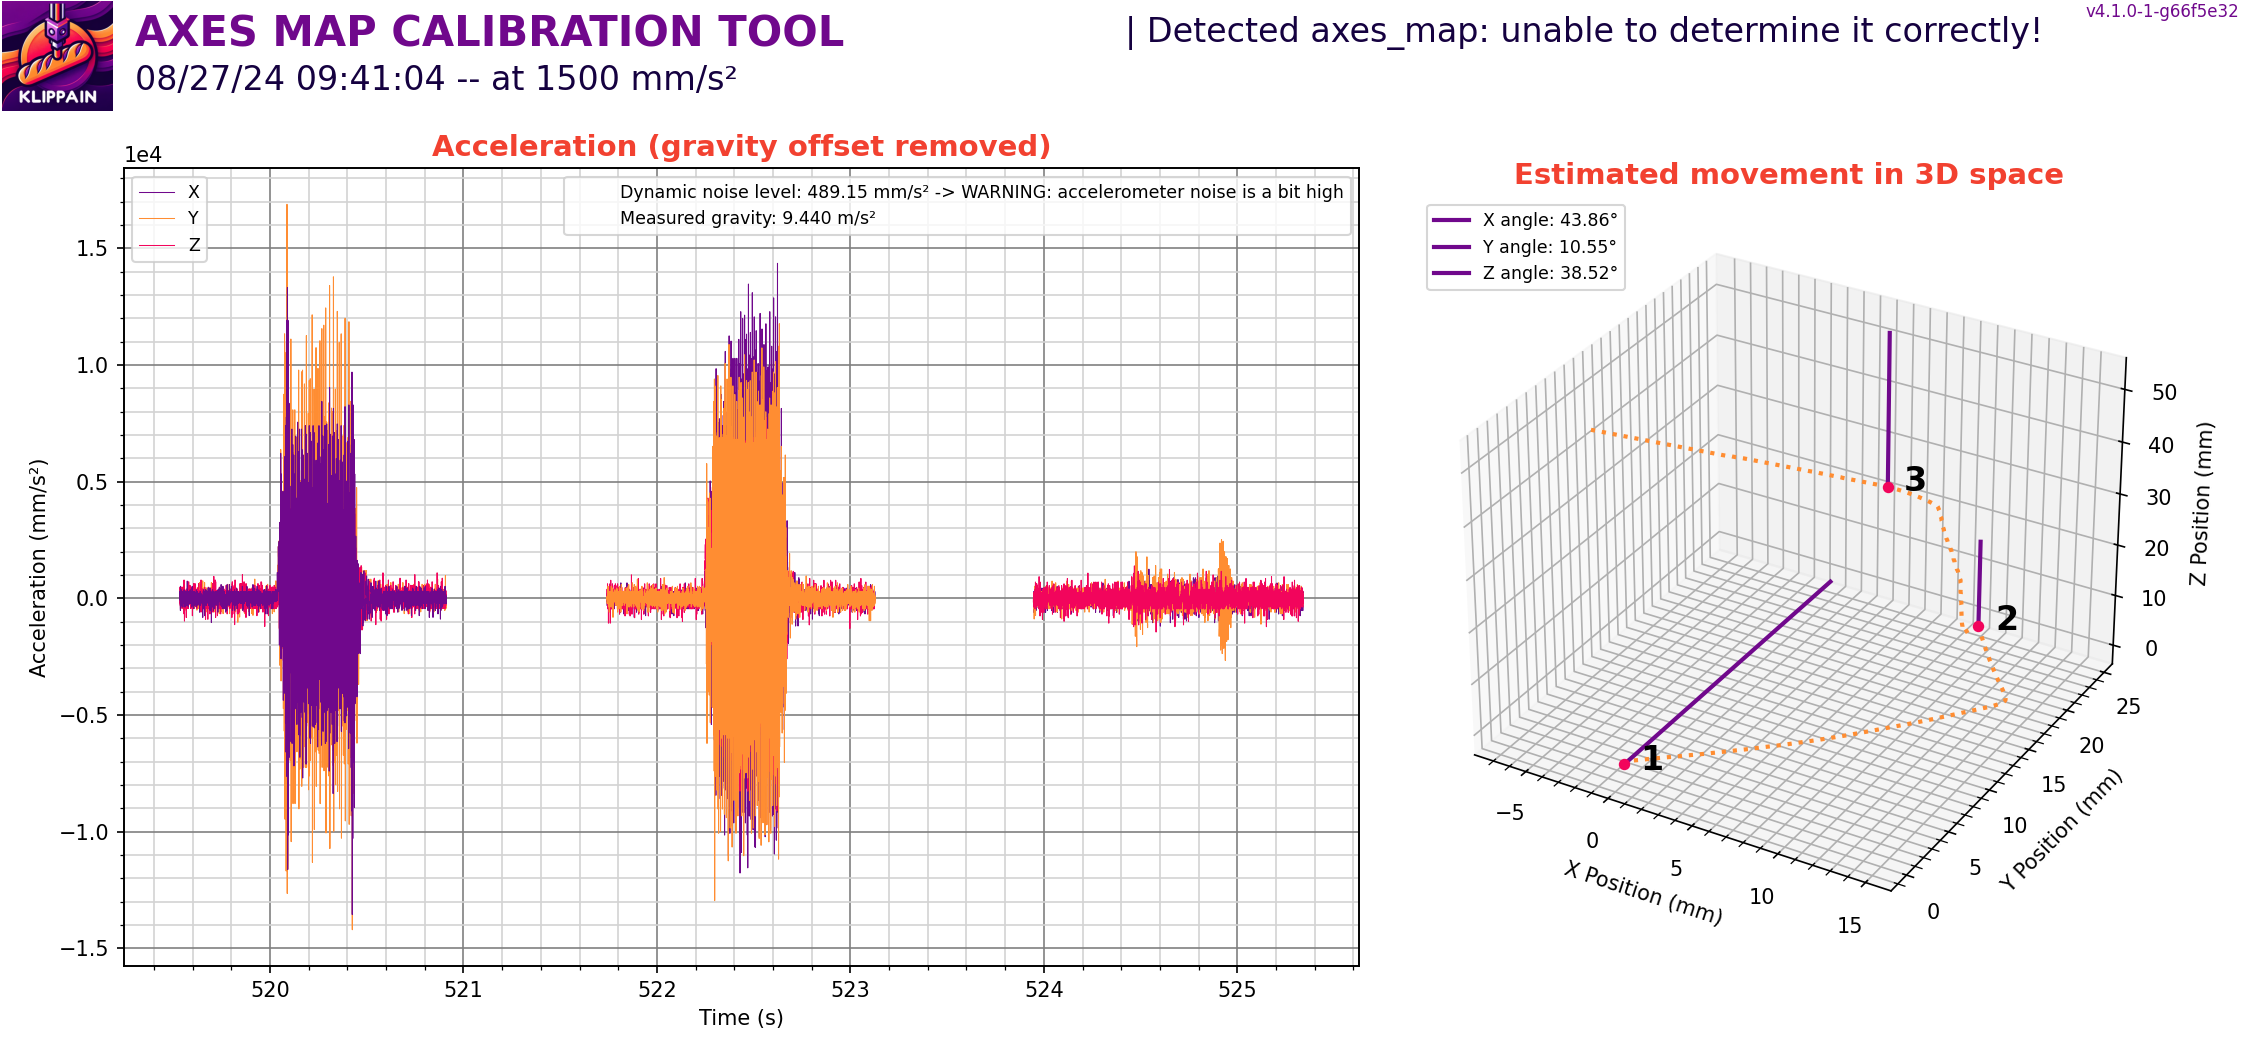 KLIPPAIN
AXES MAP CALIBRATION TOOL
08/27/24 09:41:04 -- at 1500 mm/s²
| Detected axes_map: unable to determine it correctly!
v4.1.0-1-g66f5e32
Acceleration (gravity offset removed)
1e4
X
Y
Z
Dynamic noise level: 489.15 mm/s² -> WARNING: accelerometer noise is a bit high
Measured gravity: 9.440 m/s²
1.5
1.0
0.5
0.0
−0.5
−1.0
−1.5
Acceleration (mm/s²)
520
521
522
523
524
525
Time (s)
Estimated movement in 3D space
X angle: 43.86°
Y angle: 10.55°
Z angle: 38.52°
3
2
1
50
40
30
20
10
0
Z Position (mm)
25
20
15
10
5
0
Y Position (mm)
−5
0
5
10
15
X Position (mm)